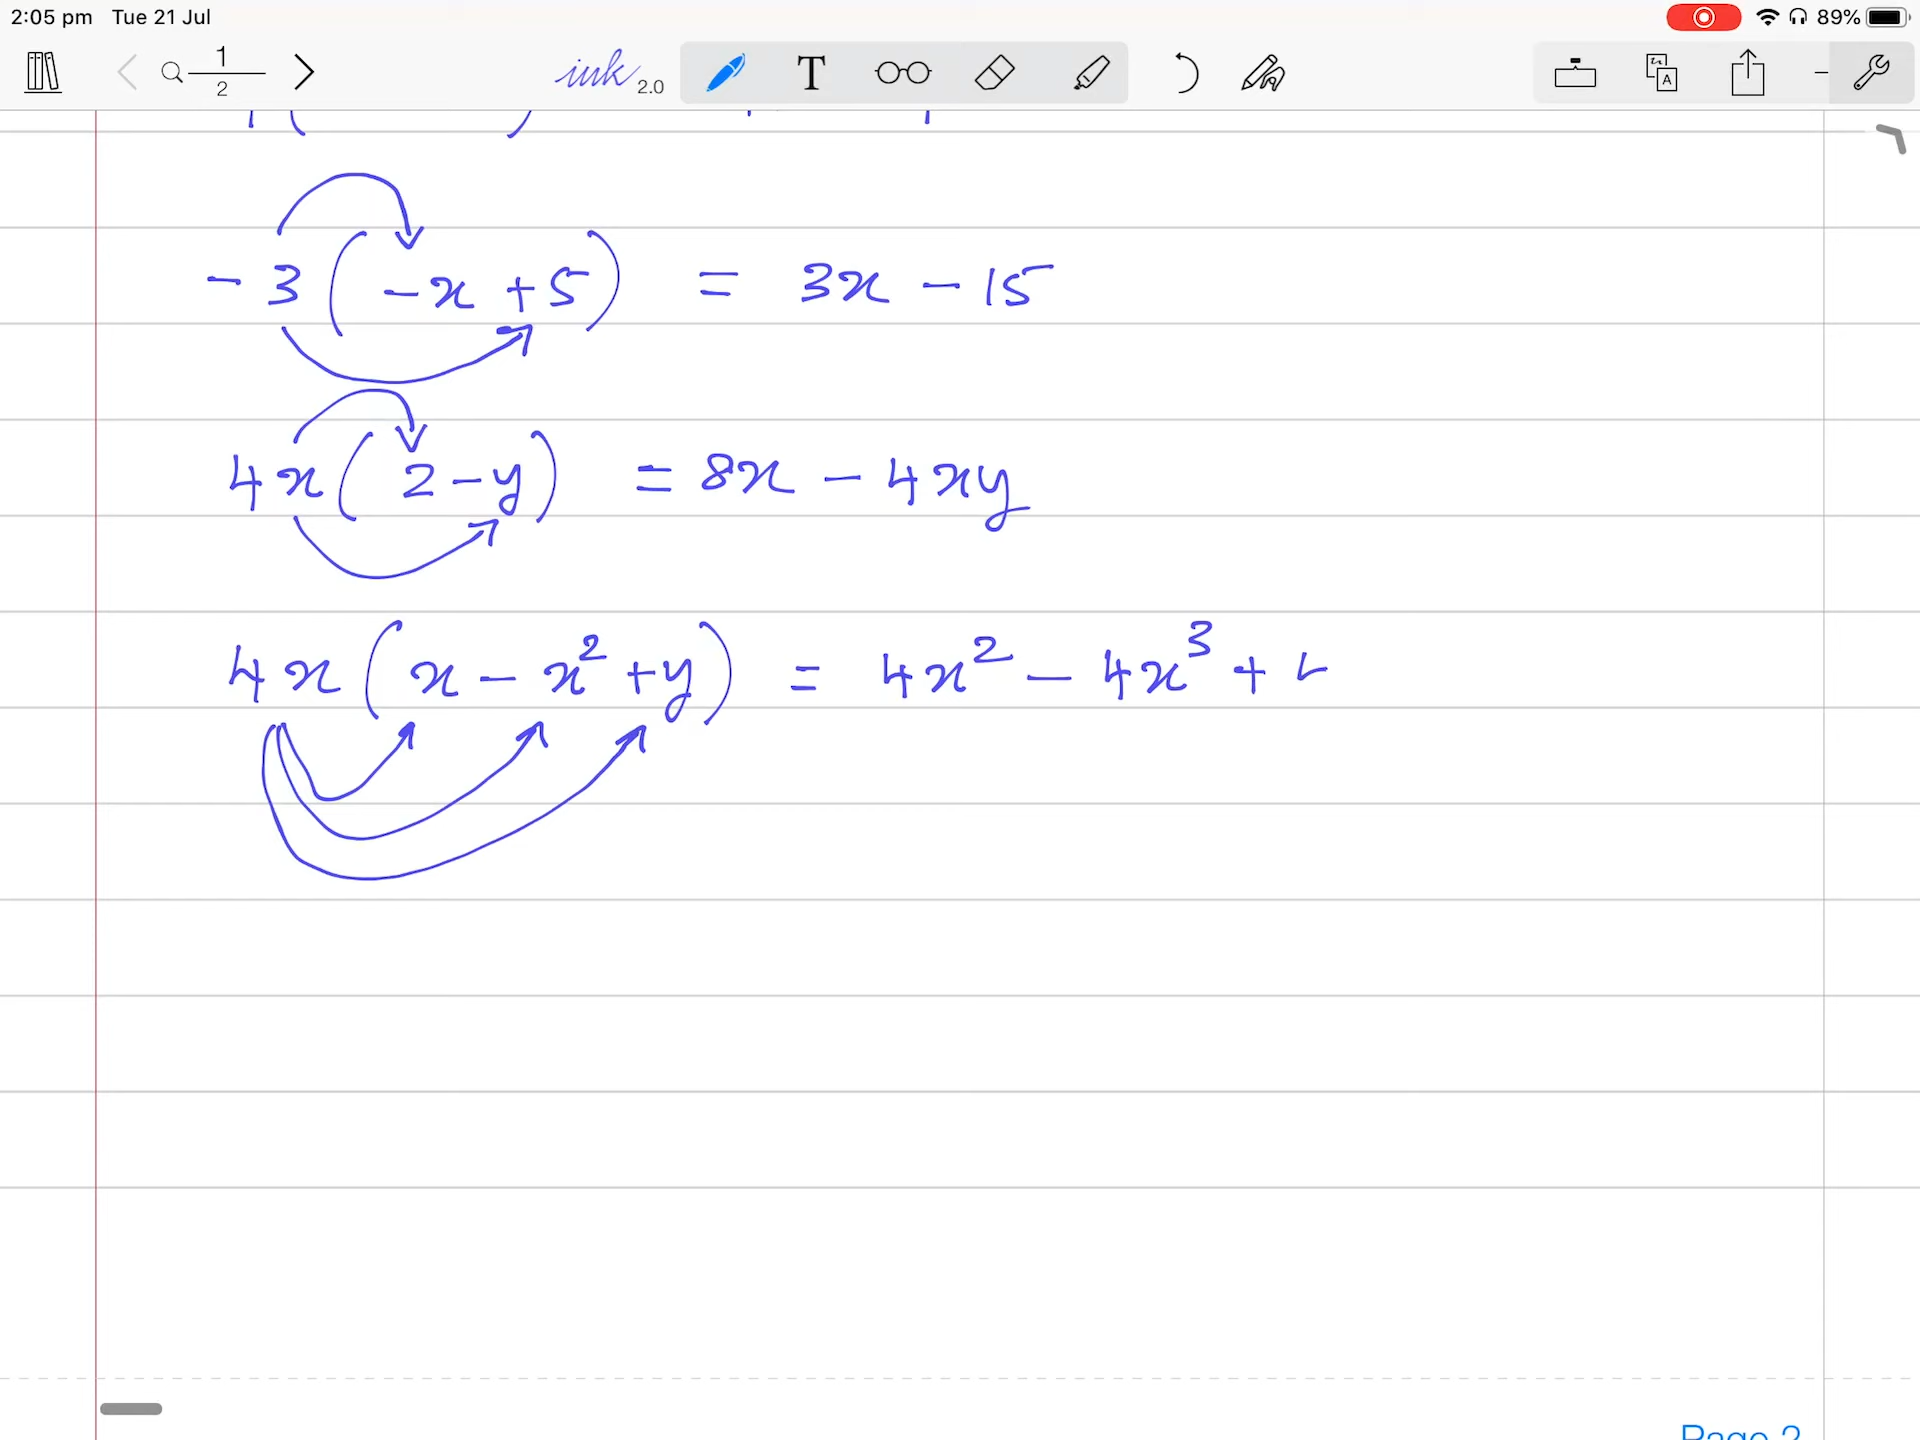 2:05 pm Tue 21 Jul 89%
1
2
ink 2.0 T A
-3(-x+5) = 3x-15
4x(2-y) = 8x-4xy
4x(x-x²+y) = 4x²-4x³+